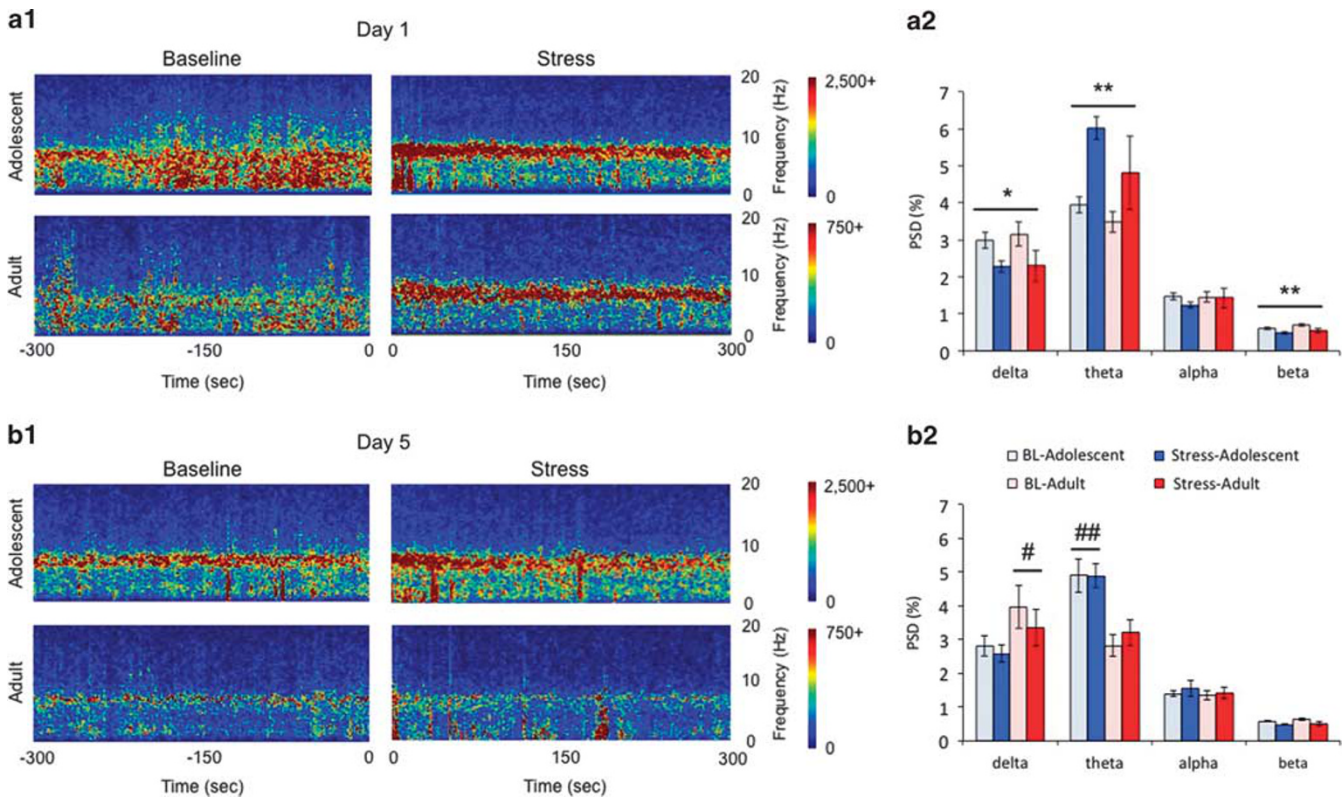 a1
Day 1
Baseline
Stress
Adolescent
Adult
20
10
0
Frequency (Hz)
2,500+
0
20
10
0
Frequency (Hz)
750+
0
-300
-150
0
0
150
300
Time (sec)
Time (sec)
a2
PSD (%)
7
6
5
4
3
2
1
0
*
**
**
delta
theta
alpha
beta
b1
Day 5
Baseline
Stress
Adolescent
Adult
20
10
0
Frequency (Hz)
2,500+
0
20
10
0
Frequency (Hz)
750+
0
-300
-150
0
0
150
300
Time (sec)
Time (sec)
b2
BL-Adolescent
Stress-Adolescent
BL-Adult
Stress-Adult
PSD (%)
7
6
5
4
3
2
1
0
#
##
delta
theta
alpha
beta